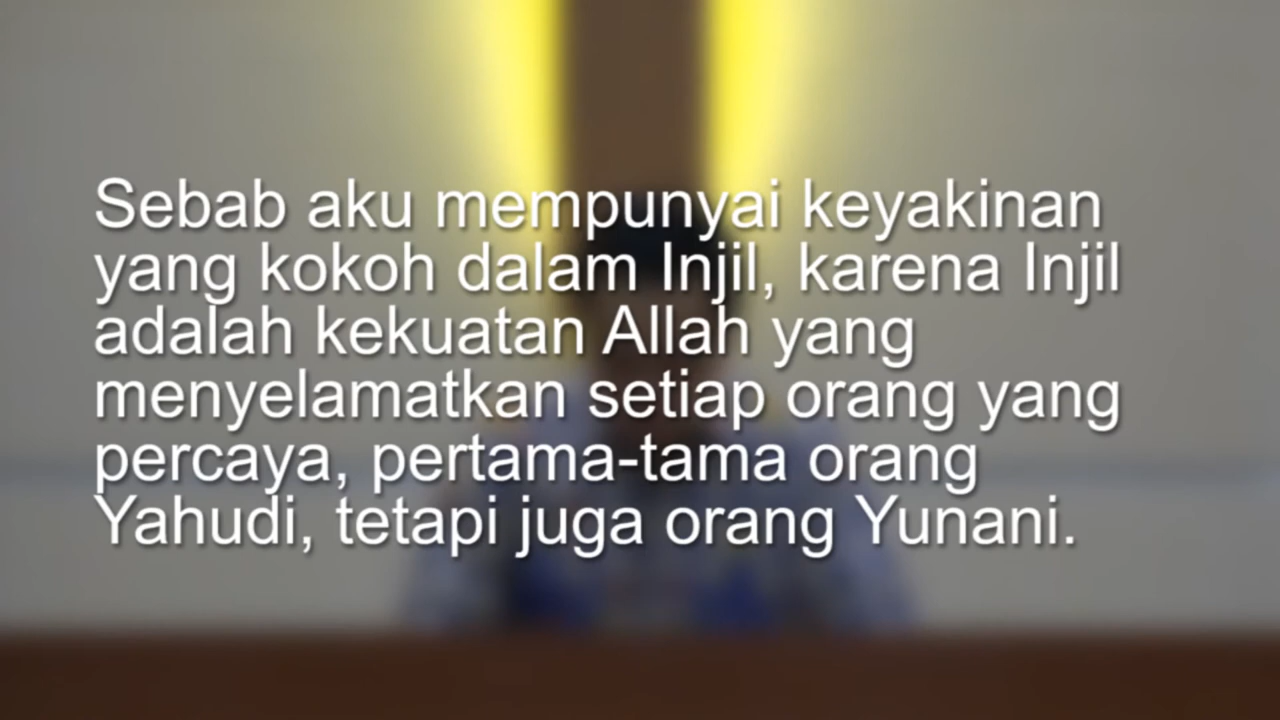 Sebab aku mempunyai keyakinan
yang kokoh dalam Injil, karena Injil
adalah kekuatan Allah yang
menyelamatkan setiap orang yang
percaya, pertama-tama orang
Yahudi, tetapi juga orang Yunani.